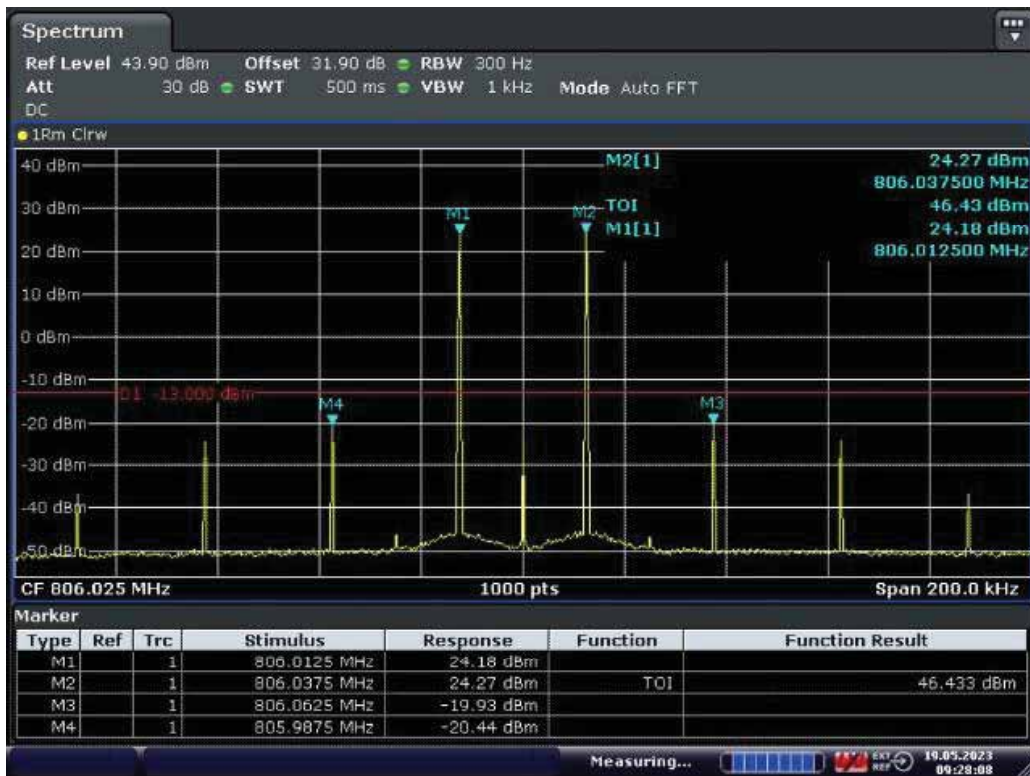 Spectrum
Ref Level 43.90 dBm Offset 31.90 dB RBW 300 Hz
Att 30 dB SWT 500 ms VBW 1 kHz Mode Auto FFT
DC
1Rm Clrw
40 dBm
30 dBm
20 dBm
10 dBm
0 dBm
-10 dBm
-20 dBm
-30 dBm
-40 dBm
-50 dBm
M2[1] 24.27 dBm
806.037500 MHz
TOI 46.43 dBm
M1[1] 24.18 dBm
806.012500 MHz
M1
M2
D1 -13.000 dBm
M4
M3
CF 806.025 MHz 1000 pts Span 200.0 kHz
Marker
Type Ref Trc Stimulus Response Function Function Result
M1 1 806.0125 MHz 24.18 dBm
M2 1 806.0375 MHz 24.27 dBm TOI 46.433 dBm
M3 1 806.0625 MHz -19.93 dBm
M4 1 805.9875 MHz -20.44 dBm
Measuring... EXT REF 19.05.2023
09:28:08